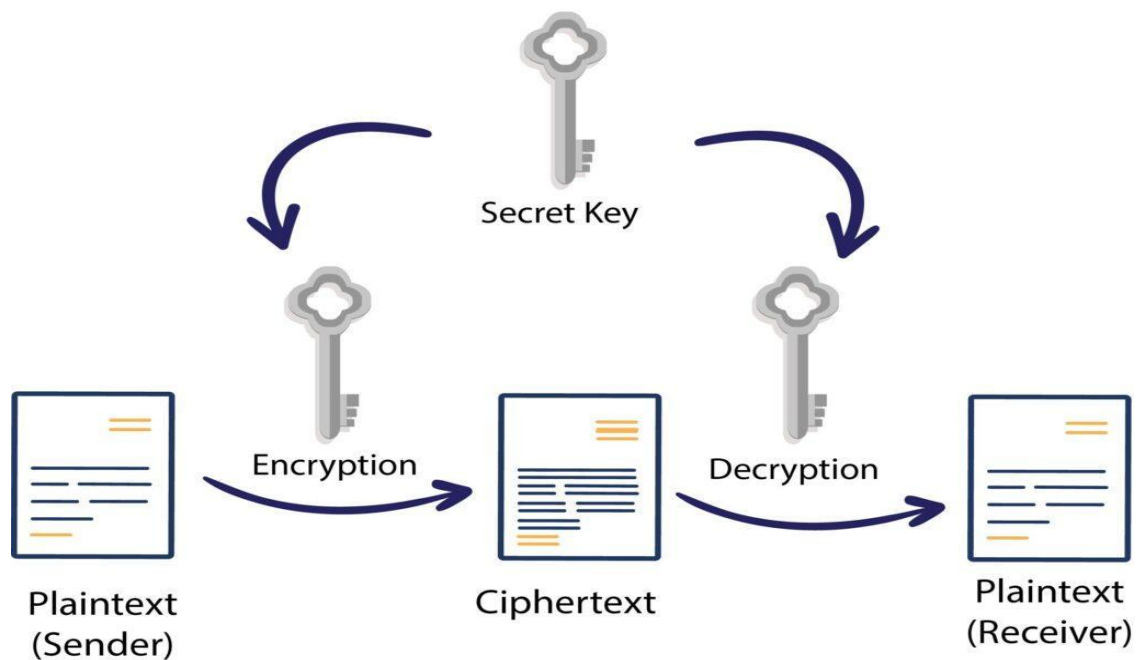 Secret Key
Encryption
Decryption
Plaintext
(Sender)
Ciphertext
Plaintext
(Receiver)